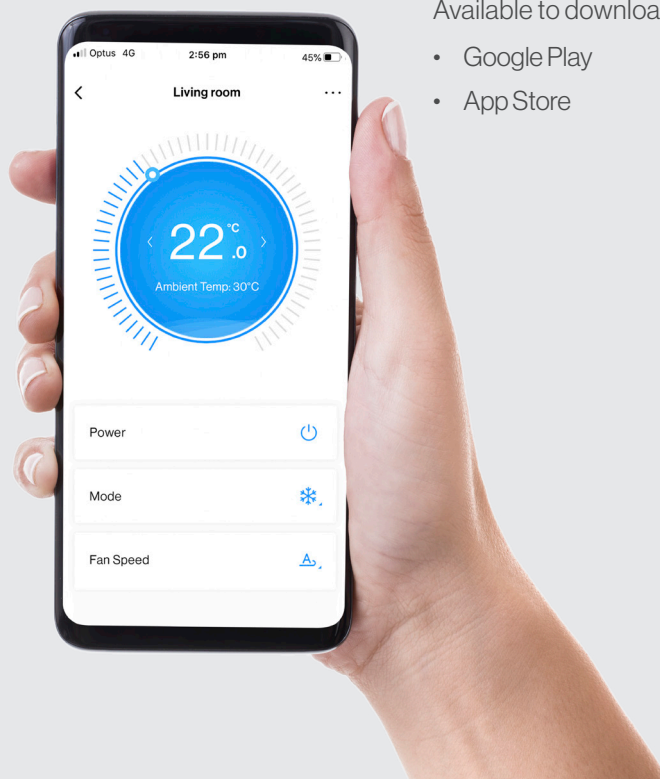 Available to downloa
• Google Play
• App Store
Optus 4G 2:56 pm 45%
Living room
22.0 °C
Ambient Temp: 30°C
Power
Mode
Fan Speed
A